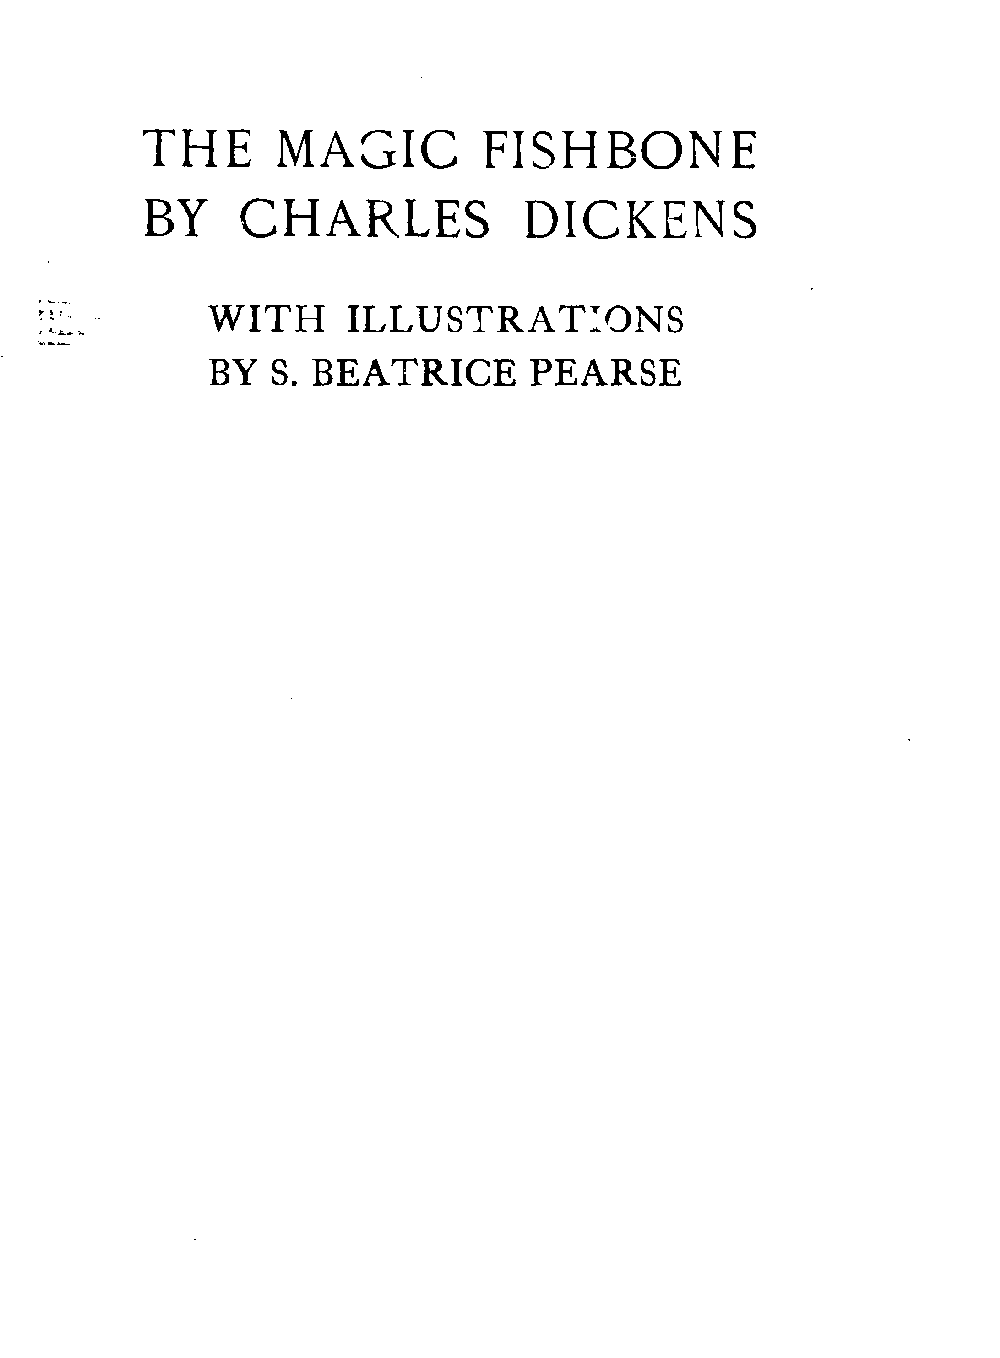 THE MAGIC FISHBONE
BY CHARLES DICKENS
WITH ILLUSTRATIONS
BY S. BEATRICE PEARSE